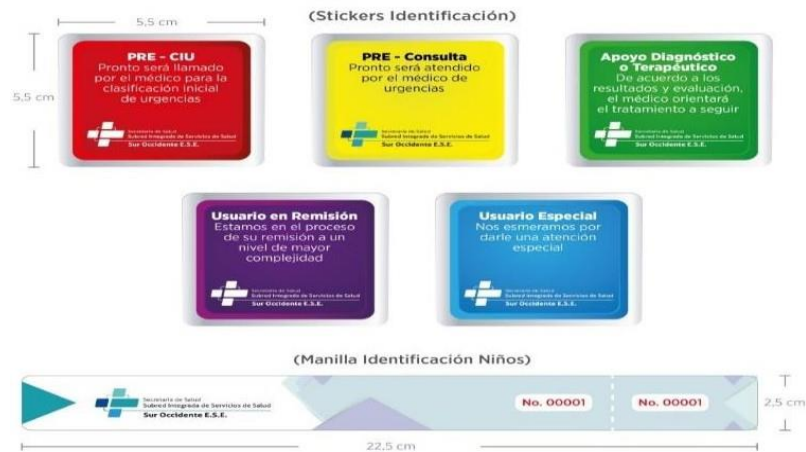 (Stickers Identificación)
5,5 cm
5,5 cm
PRE - CIU
Pronto será llamado
por el médico para la
clasificación inicial
de urgencias
Secretaría de Salud
Subred Integrada de Servicios de Salud
Sur Occidente E.S.E.
PRE - Consulta
Pronto será atendido
por el médico de
urgencias
Secretaría de Salud
Subred Integrada de Servicios de Salud
Sur Occidente E.S.E.
Apoyo Diagnóstico
o Terapéutico
De acuerdo a los
resultados y evaluación,
el médico orientará
el tratamiento a seguir
Secretaría de Salud
Subred Integrada de Servicios de Salud
Sur Occidente E.S.E.
Usuario en Remisión
Estamos en el proceso
de su remisión a un
nivel de mayor
complejidad
Secretaría de Salud
Subred Integrada de Servicios de Salud
Sur Occidente E.S.E.
Usuario Especial
Nos esmeramos por
darle una atención
especial
Secretaría de Salud
Subred Integrada de Servicios de Salud
Sur Occidente E.S.E.
(Manilla Identificación Niños)
Secretaría de Salud
Subred Integrada de Servicios de Salud
Sur Occidente E.S.E.
No. 00001
No. 00001
2,5 cm
22,5 cm